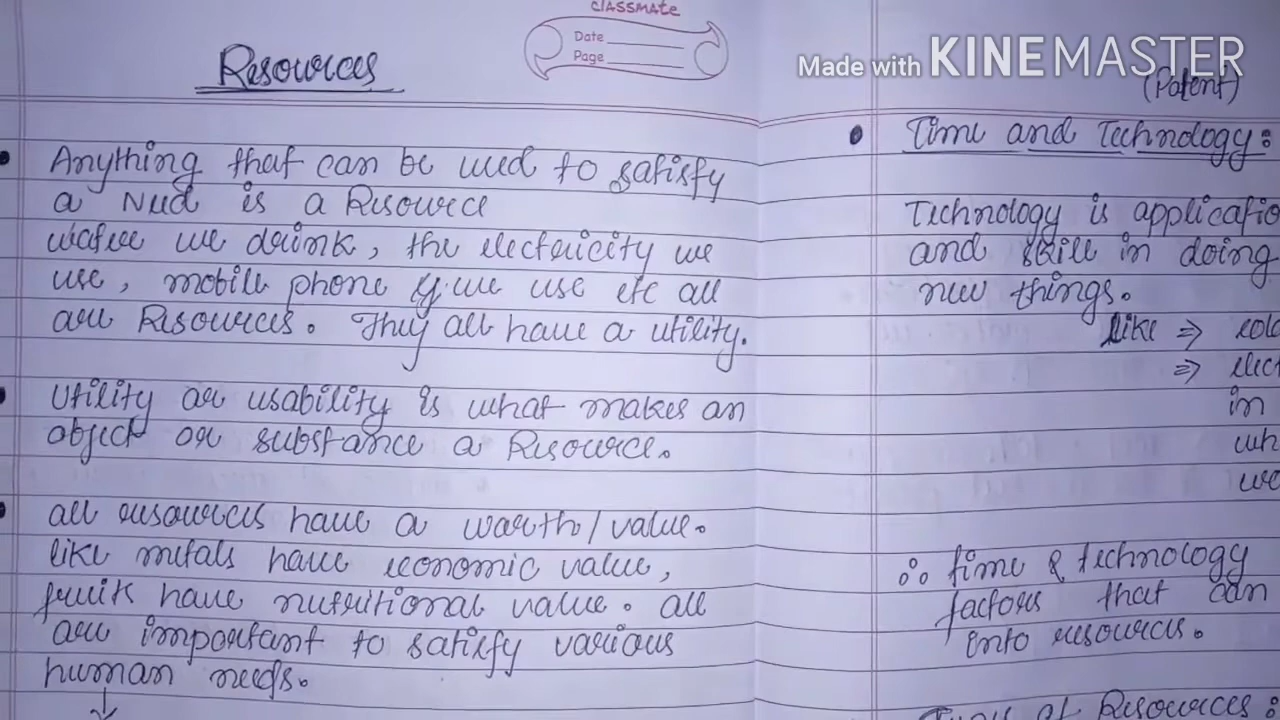 classmate
Date
Page
Made with KINEMASTER
Resources
Anything that can be used to satisfy
a Need is a Resource
water we drink, the electricity we
use, mobile phone we use etc all
are Resources. They all have a utility.
Utility or usability is what makes an
object or substance a Resource.
all resources have a worth/value.
like metals have economic value,
fruits have nutritional value. all
are important to satisfy various
human needs.
(Patent)
Time and Technology:
Technology is applicatio
and skill in doing
new things.
like ⇒
⇒ elect
in
wh
∴ time & technology
factors that can
into resources.
Types of Resources: